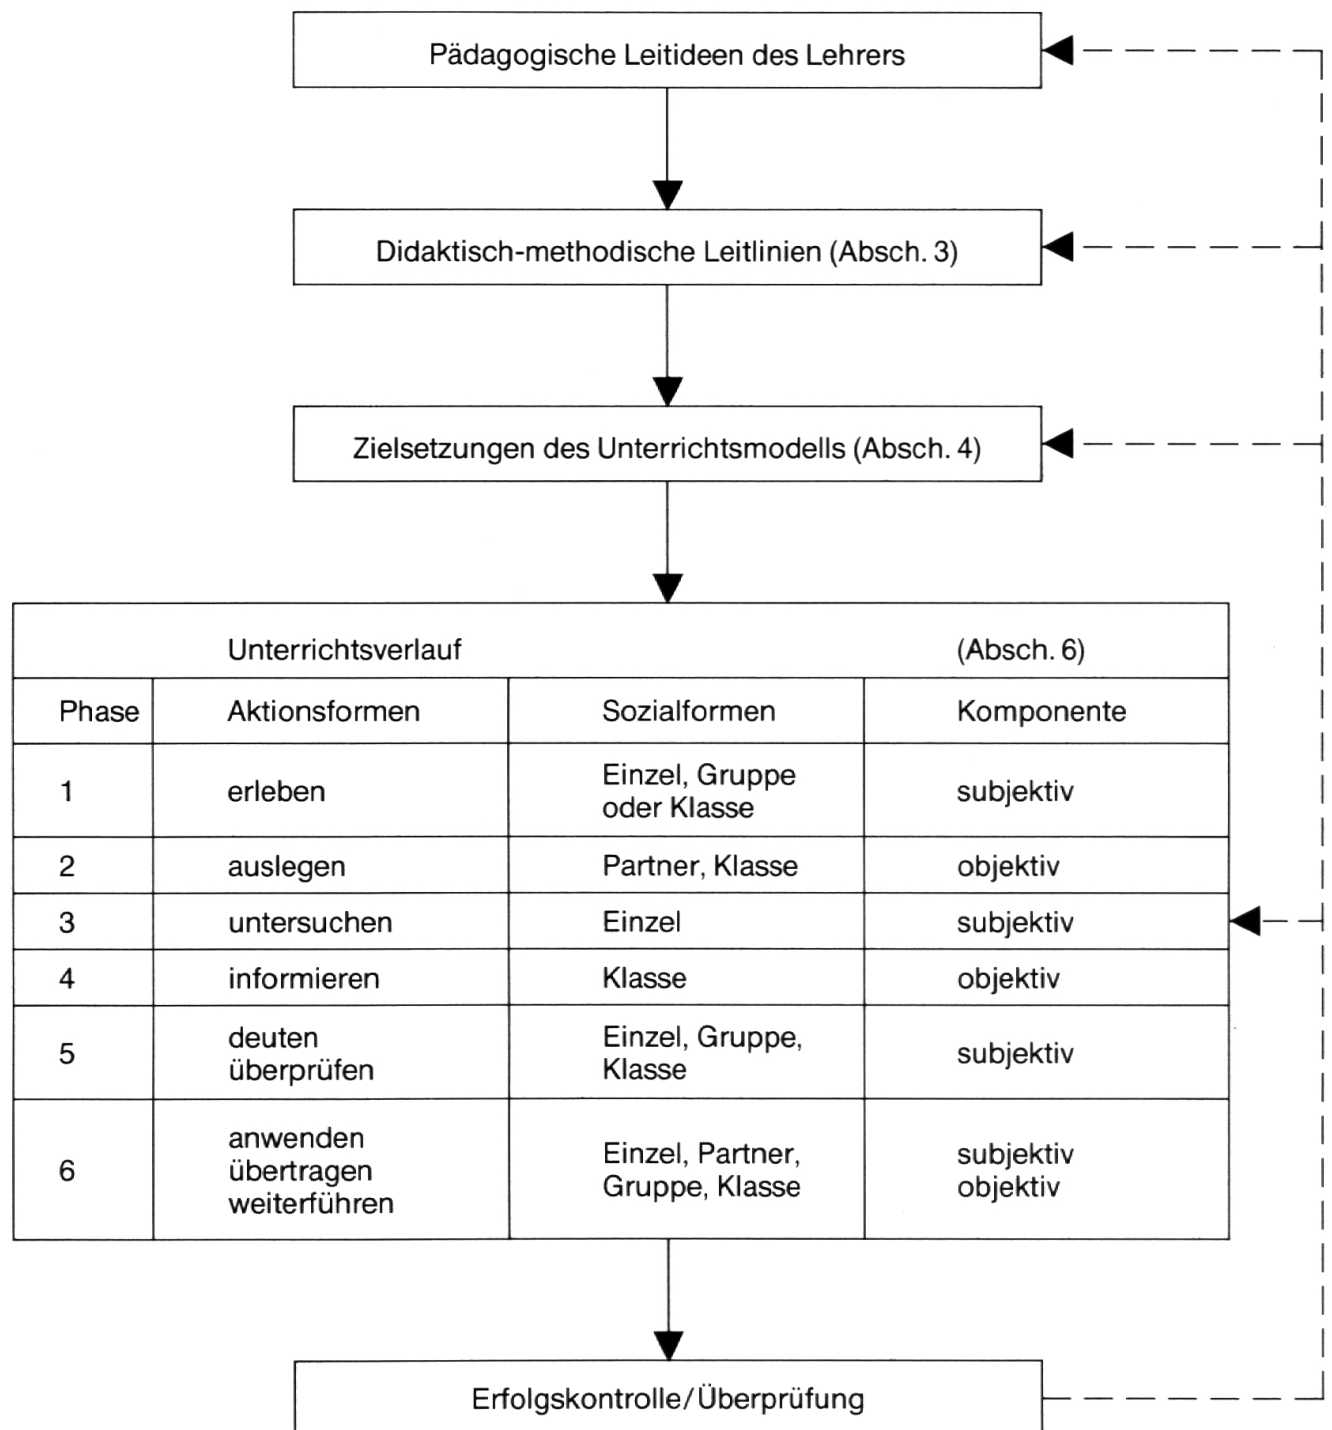 Pädagogische Leitideen des Lehrers
Didaktisch-methodische Leitlinien (Absch. 3)
Zielsetzungen des Unterrichtsmodells (Absch. 4)
Unterrichtsverlauf (Absch. 6)
Phase Aktionsformen Sozialformen Komponente
1 erleben Einzel, Gruppe
oder Klasse subjektiv
2 auslegen Partner, Klasse objektiv
3 untersuchen Einzel subjektiv
4 informieren Klasse objektiv
5 deuten
überprüfen Einzel, Gruppe,
Klasse subjektiv
6 anwenden
übertragen
weiterführen Einzel, Partner,
Gruppe, Klasse subjektiv
objektiv
Erfolgskontrolle/Überprüfung